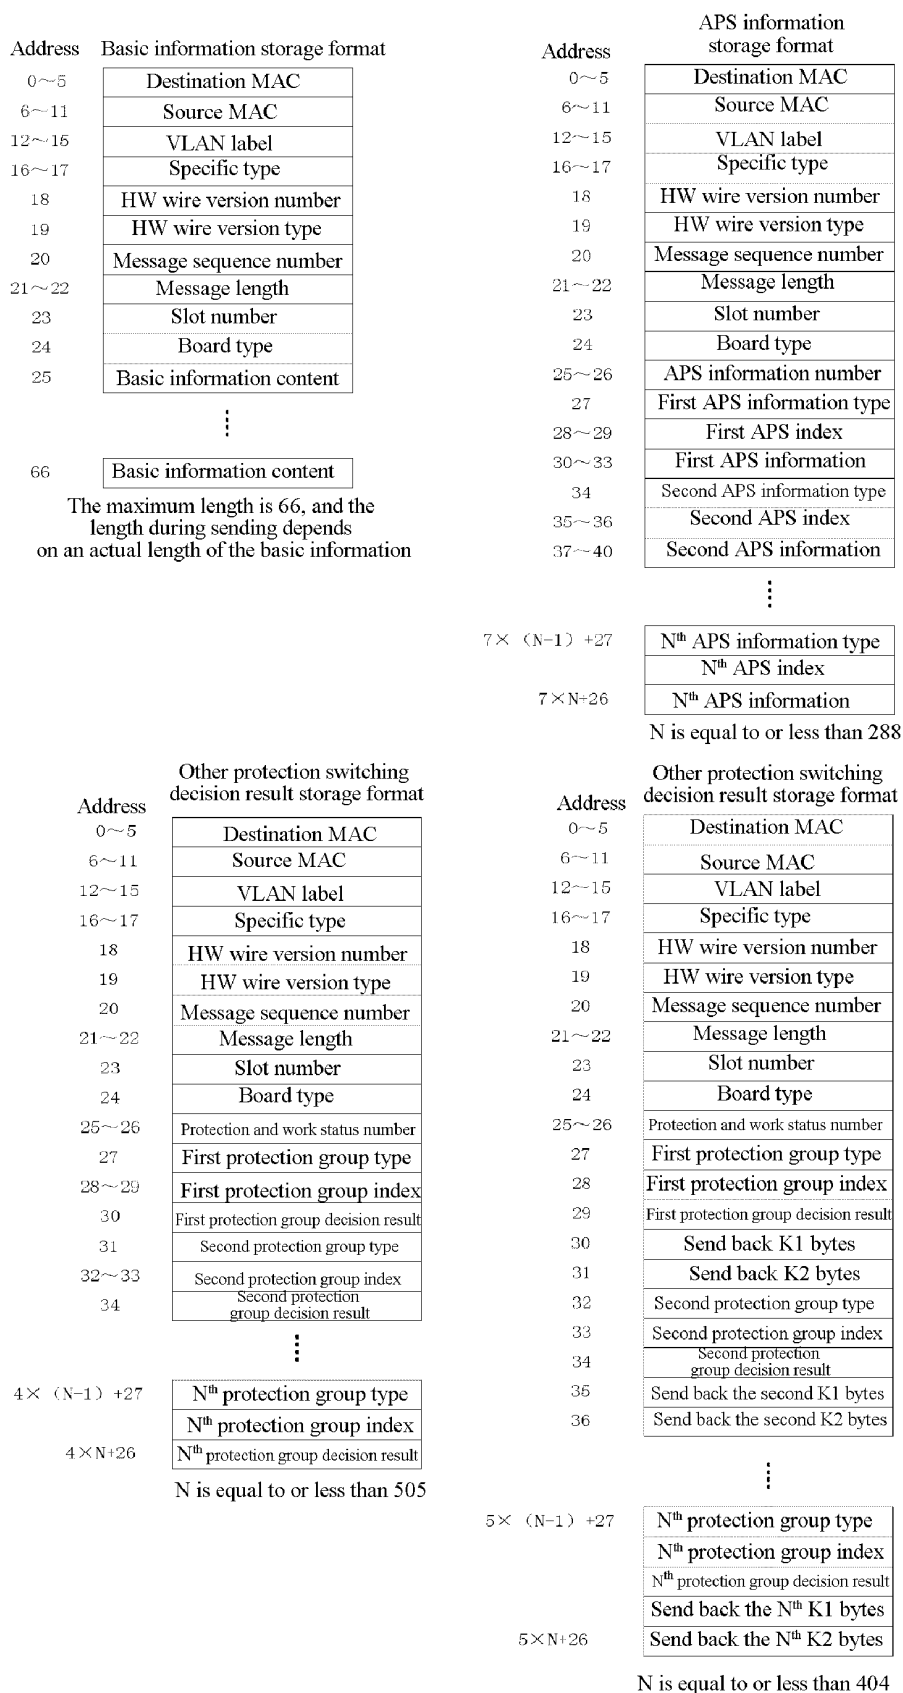 Address Basic information storage format
0～5 Destination MAC
6～11 Source MAC
12～15 VLAN label
16～17 Specific type
18 HW wire version number
19 HW wire version type
20 Message sequence number
21～22 Message length
23 Slot number
24 Board type
25 Basic information content
66 Basic information content
The maximum length is 66, and the
length during sending depends
on an actual length of the basic information
APS information
storage format
Address
0～5 Destination MAC
6～11 Source MAC
12～15 VLAN label
16～17 Specific type
18 HW wire version number
19 HW wire version type
20 Message sequence number
21～22 Message length
23 Slot number
24 Board type
25～26 APS information number
27 First APS information type
28～29 First APS index
30～33 First APS information
34 Second APS information type
35～36 Second APS index
37～40 Second APS information
7× (N-1) +27 Nth APS information type
Nth APS index
7×N+26 Nth APS information
N is equal to or less than 288
Other protection switching
decision result storage format
Address
0～5 Destination MAC
6～11 Source MAC
12～15 VLAN label
16～17 Specific type
18 HW wire version number
19 HW wire version type
20 Message sequence number
21～22 Message length
23 Slot number
24 Board type
25～26 Protection and work status number
27 First protection group type
28～29 First protection group index
30 First protection group decision result
31 Second protection group type
32～33 Second protection group index
34 Second protection
group decision result
4× (N-1) +27 Nth protection group type
Nth protection group index
4×N+26 Nth protection group decision result
N is equal to or less than 505
Other protection switching
decision result storage format
Address
0～5 Destination MAC
6～11 Source MAC
12～15 VLAN label
16～17 Specific type
18 HW wire version number
19 HW wire version type
20 Message sequence number
21～22 Message length
23 Slot number
24 Board type
25～26 Protection and work status number
27 First protection group type
28 First protection group index
29 First protection group decision result
30 Send back K1 bytes
31 Send back K2 bytes
32 Second protection group type
33 Second protection group index
34 Second protection
group decision result
35 Send back the second K1 bytes
36 Send back the second K2 bytes
5× (N-1) +27 Nth protection group type
Nth protection group index
Nth protection group decision result
Send back the Nth K1 bytes
5×N+26 Send back the Nth K2 bytes
N is equal to or less than 404